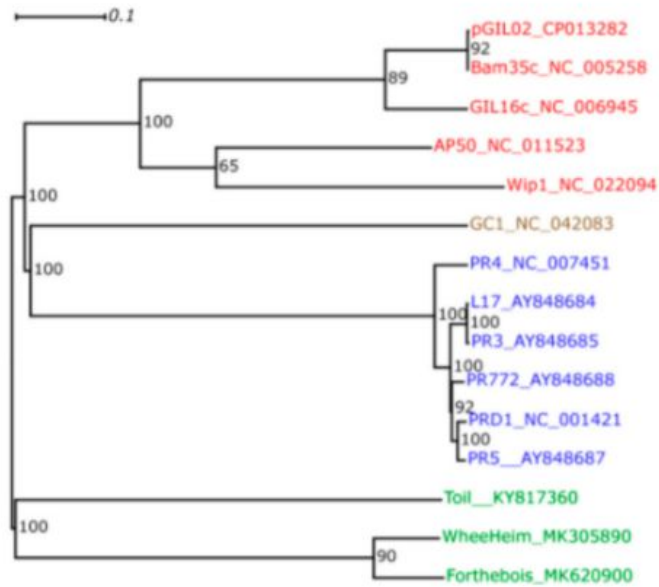 0.1
pGIL02_CP013282
92
Bam35c_NC_005258
89
GIL16c_NC_006945
100
AP50_NC_011523
65
Wip1_NC_022094
100
GC1_NC_042083
100
PR4_NC_007451
L17_AY848684
100
100
PR3_AY848685
100
PR772_AY848688
92
PRD1_NC_001421
100
PR5__AY848687
Toil__KY817360
100
WheeHeim_MK305890
90
Forthebois_MK620900